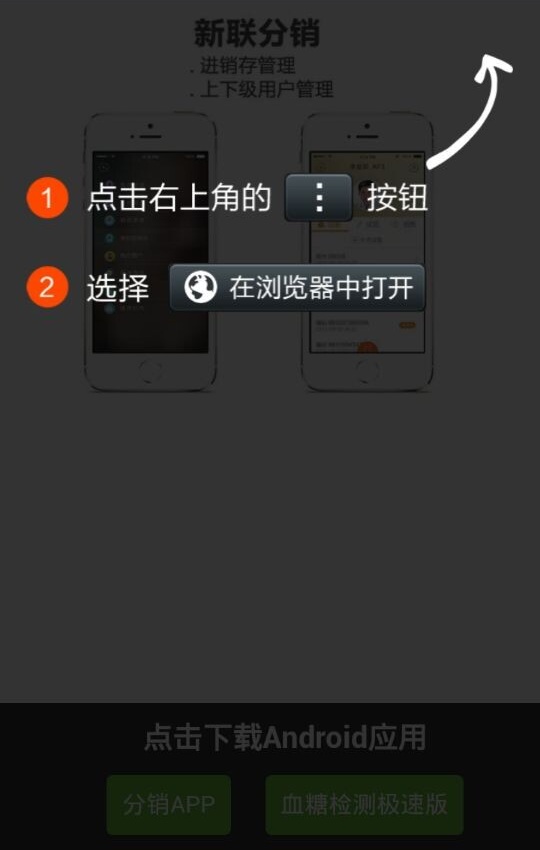 新联分销
. 进销存管理
. 上下级用户管理
1 点击右上角的 按钮
2 选择 在浏览器中打开
点击下载Android应用
分销APP 血糖检测极速版